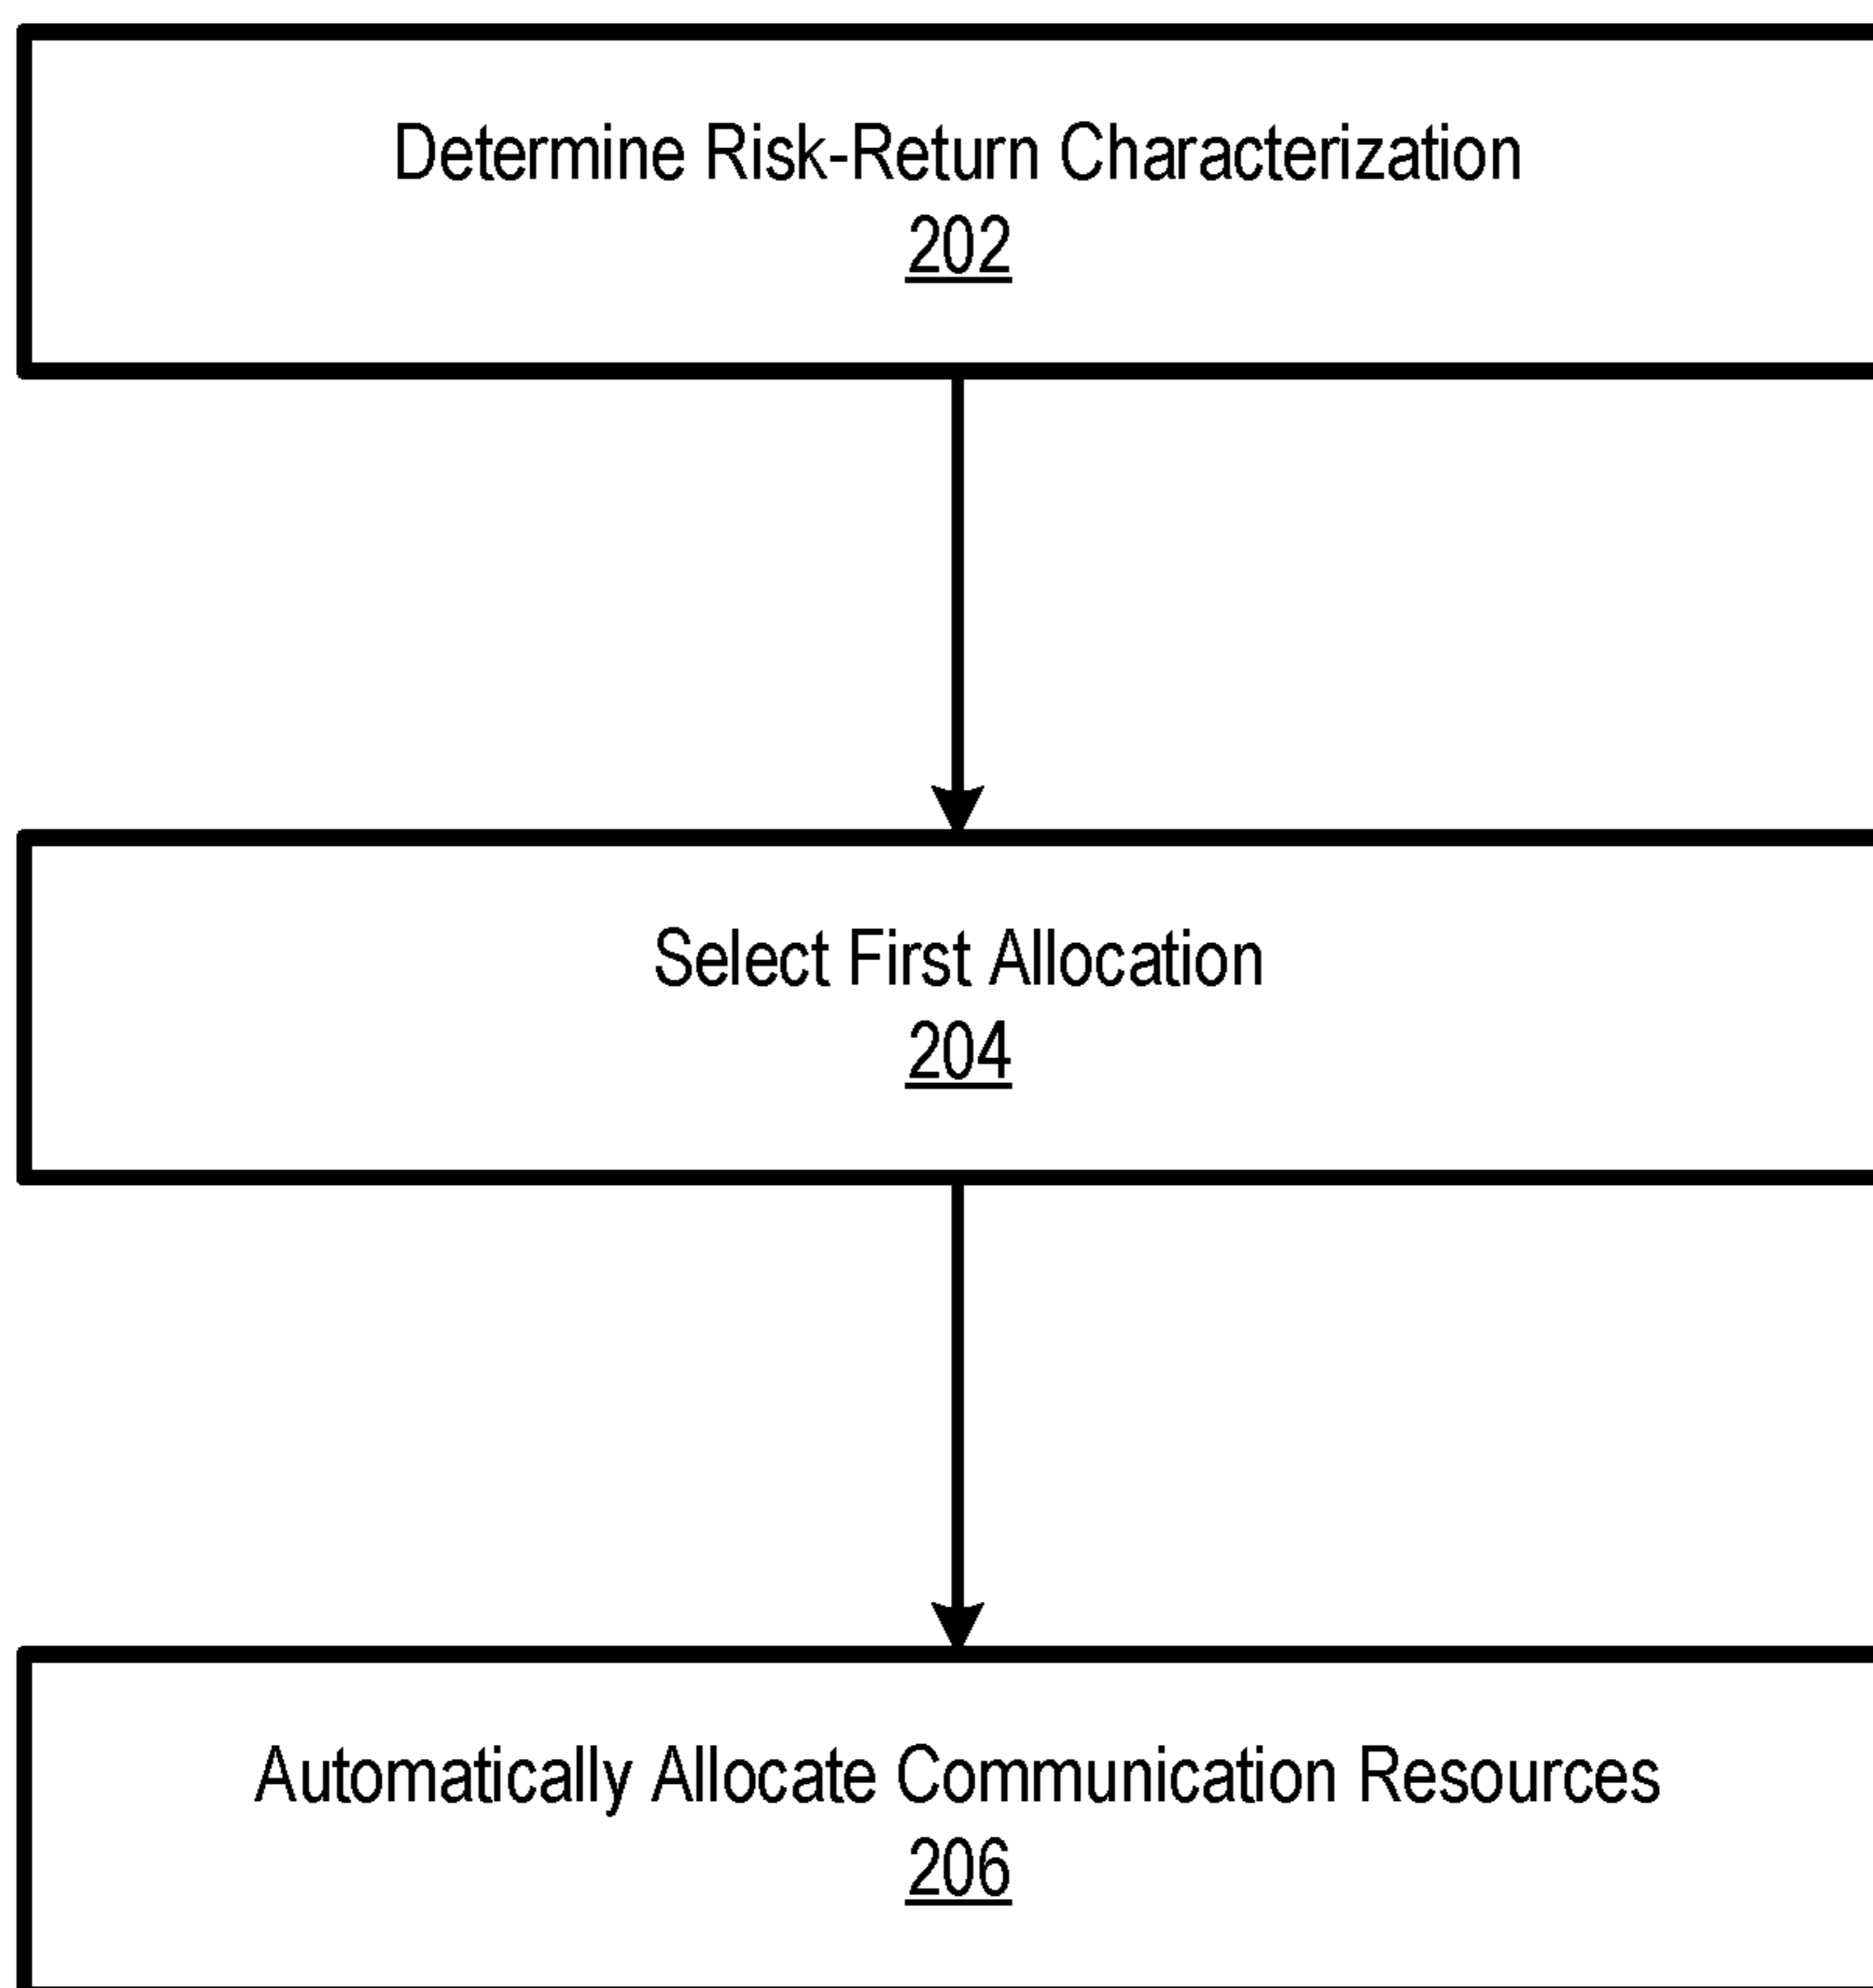 Determine Risk-Return Characterization
202
Select First Allocation
204
Automatically Allocate Communication Resources
206